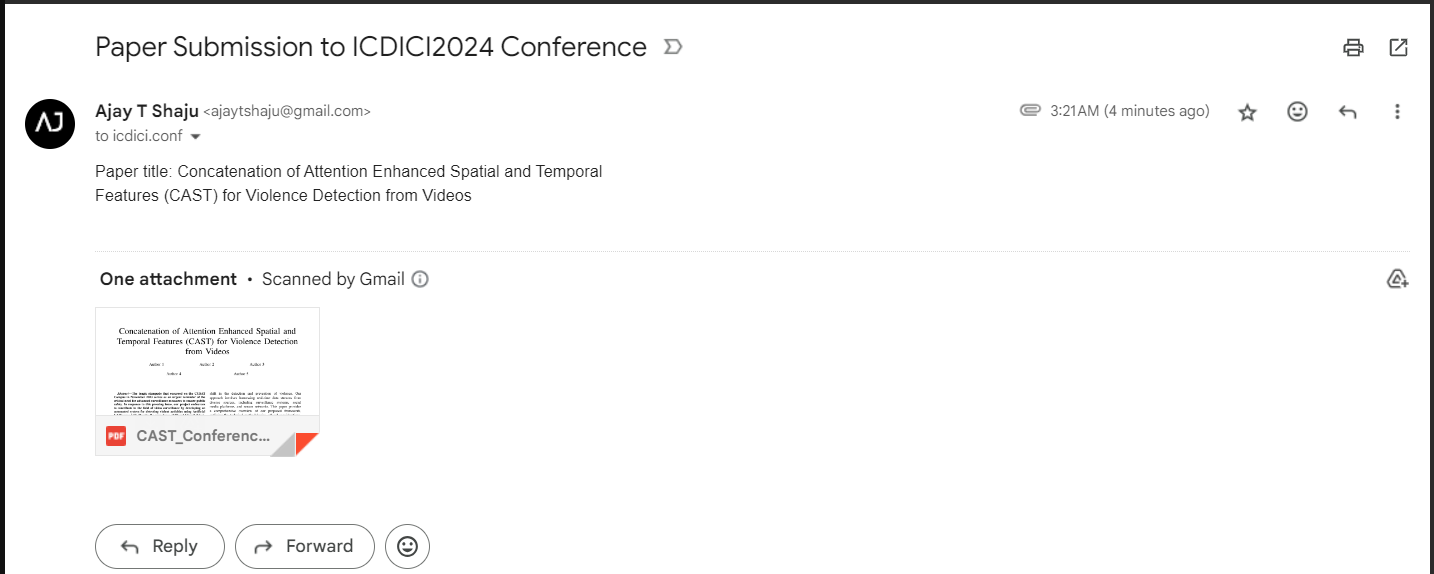 Paper Submission to ICDICI2024 Conference
AJ
Ajay T Shaju <ajaytshaju@gmail.com>
3:21AM (4 minutes ago)
to icdici.conf
Paper title: Concatenation of Attention Enhanced Spatial and Temporal
Features (CAST) for Violence Detection from Videos
One attachment • Scanned by Gmail
Concatenation of Attention Enhanced Spatial and
Temporal Features (CAST) for Violence Detection
from Videos
Author 1 Author 2 Author 3
Author 4 Author 5
PDF CAST_Conferenc...
Reply Forward